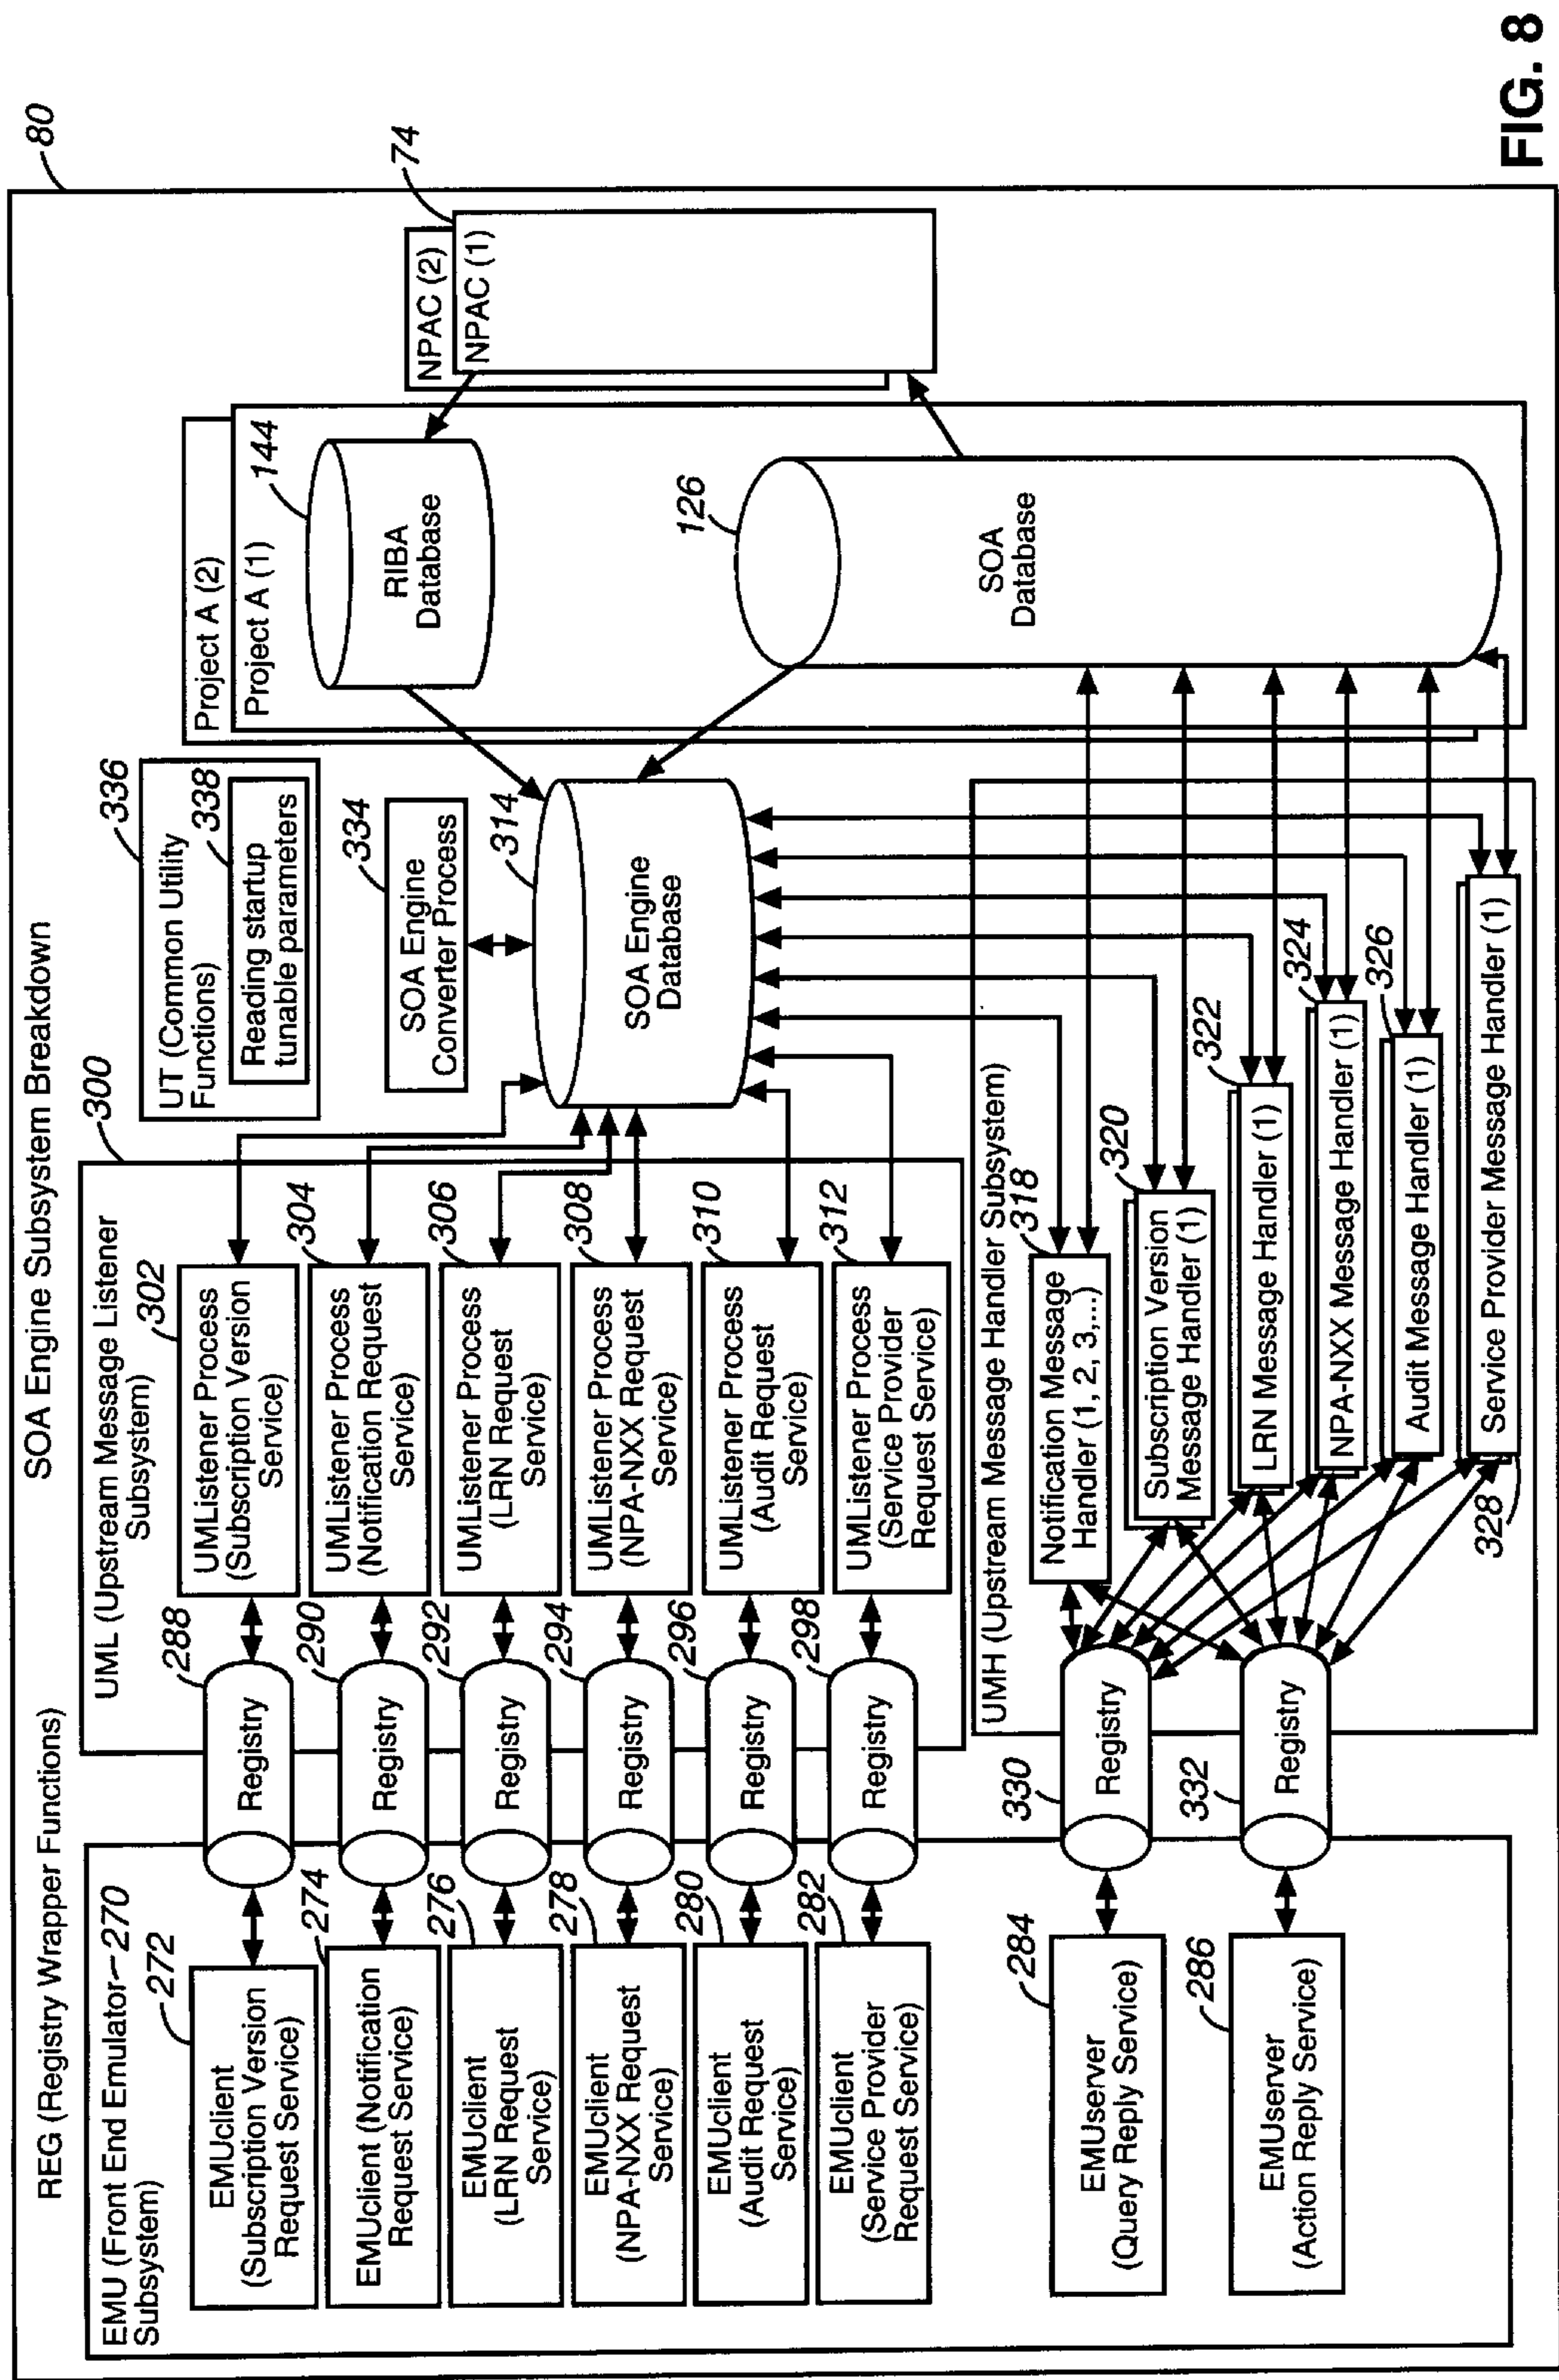 SOA Engine Subsystem Breakdown
80
REG (Registry Wrapper Functions)
EMU (Front End Emulator
Subsystem)
270
272
EMUclient
(Subscription Version
Request Service)
274
EMUclient (Notification
Request Service)
276
EMUclient
(LRN Request
Service)
278
EMUclient
(NPA-NXX Request
Service)
280
EMUclient
(Audit Request
Service)
282
EMUclient
(Service Provider
Request Service)
284
EMUserver
(Query Reply Service)
286
EMUserver
(Action Reply Service)
288
Registry
290
Registry
292
Registry
294
Registry
296
Registry
298
Registry
330
Registry
332
Registry
300
UML (Upstream Message Listener
Subsystem)
302
UMListener Process
(Subscription Version
Service)
304
UMListener Process
(Notification Request
Service)
306
UMListener Process
(LRN Request
Service)
308
UMListener Process
(NPA-NXX Request
Service)
310
UMListener Process
(Audit Request
Service)
312
UMListener Process
(Service Provider
Request Service)
UMH (Upstream Message Handler Subsystem)
318
Notification Message
Handler (1, 2, 3,...)
320
Subscription Version
Message Handler (1)
322
LRN Message Handler (1)
324
NPA-NXX Message Handler (1)
326
Audit Message Handler (1)
Service Provider Message Handler (1)
328
336
UT (Common Utility
Functions)
338
Reading startup
tunable parameters
334
SOA Engine
Converter Process
314
SOA Engine
Database
Project A (2)
Project A (1)
144
RIBA
Database
126
SOA
Database
74
NPAC (2)
NPAC (1)
FIG. 8